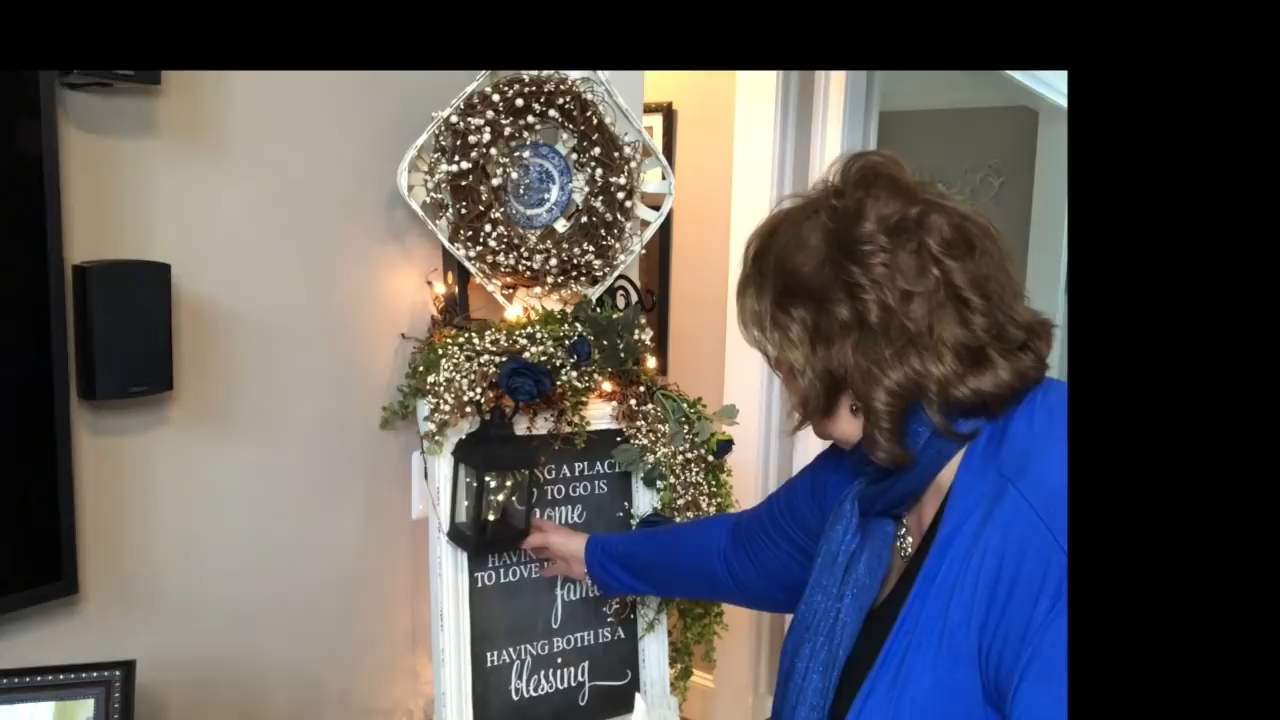 A PLACE
TO GO IS
home
HAVIN
TO LOVE
fam
HAVING BOTH IS A
blessing